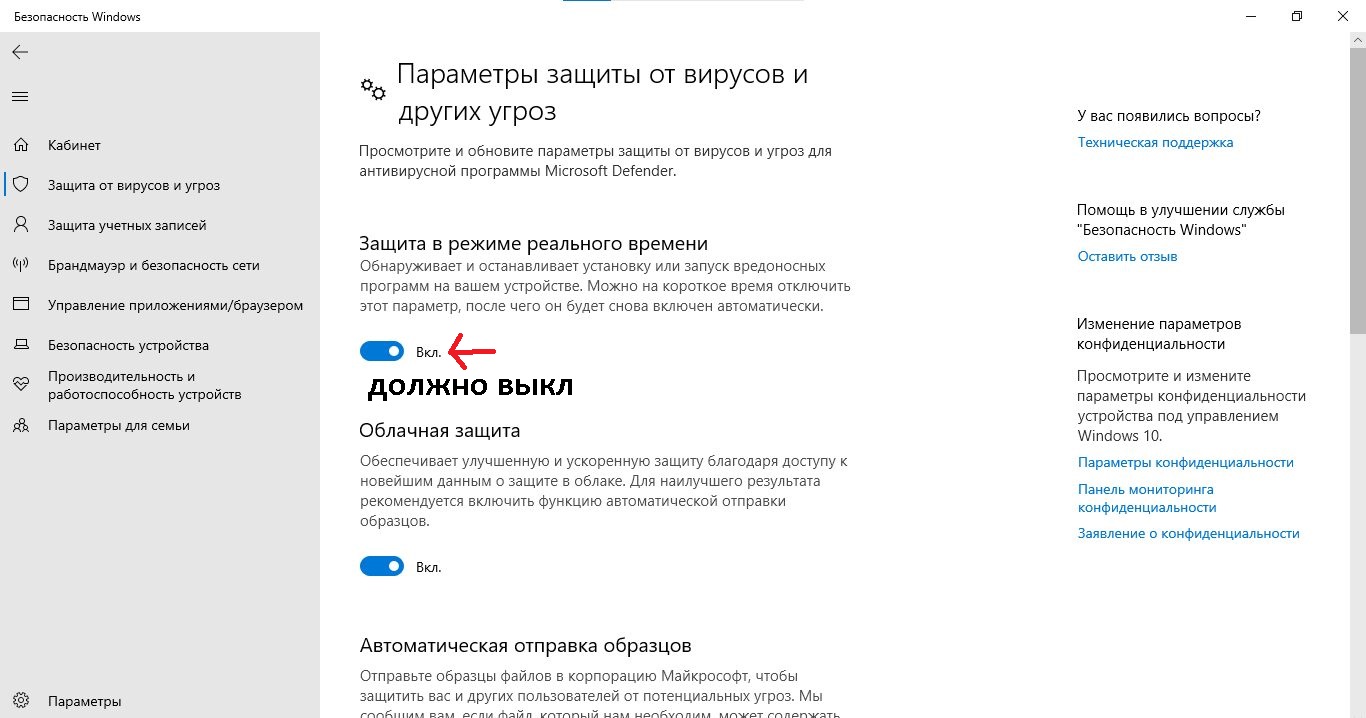 Безопасность Windows
Кабинет
Защита от вирусов и угроз
Защита учетных записей
Брандмауэр и безопасность сети
Управление приложениями/браузером
Безопасность устройства
Производительность и
работоспособность устройств
Параметры для семьи
Параметры
Параметры защиты от вирусов и
других угроз
Просмотрите и обновите параметры защиты от вирусов и угроз для
антивирусной программы Microsoft Defender.
Защита в режиме реального времени
Обнаруживает и останавливает установку или запуск вредоносных
программ на вашем устройстве. Можно на короткое время отключить
этот параметр, после чего он будет снова включен автоматически.
Вкл.
должно выкл
Облачная защита
Обеспечивает улучшенную и ускоренную защиту благодаря доступу к
новейшим данным о защите в облаке. Для наилучшего результата
рекомендуется включить функцию автоматической отправки
образцов.
Вкл.
Автоматическая отправка образцов
Отправьте образцы файлов в корпорацию Майкрософт, чтобы
защитить вас и других пользователей от потенциальных угроз. Мы
сообщим вам, если файл, который нам необходим, может содержать
У вас появились вопросы?
Техническая поддержка
Помощь в улучшении службы
"Безопасность Windows"
Оставить отзыв
Изменение параметров
конфиденциальности
Просмотрите и измените
параметры конфиденциальности
устройства под управлением
Windows 10.
Параметры конфиденциальности
Панель мониторинга
конфиденциальности
Заявление о конфиденциальности